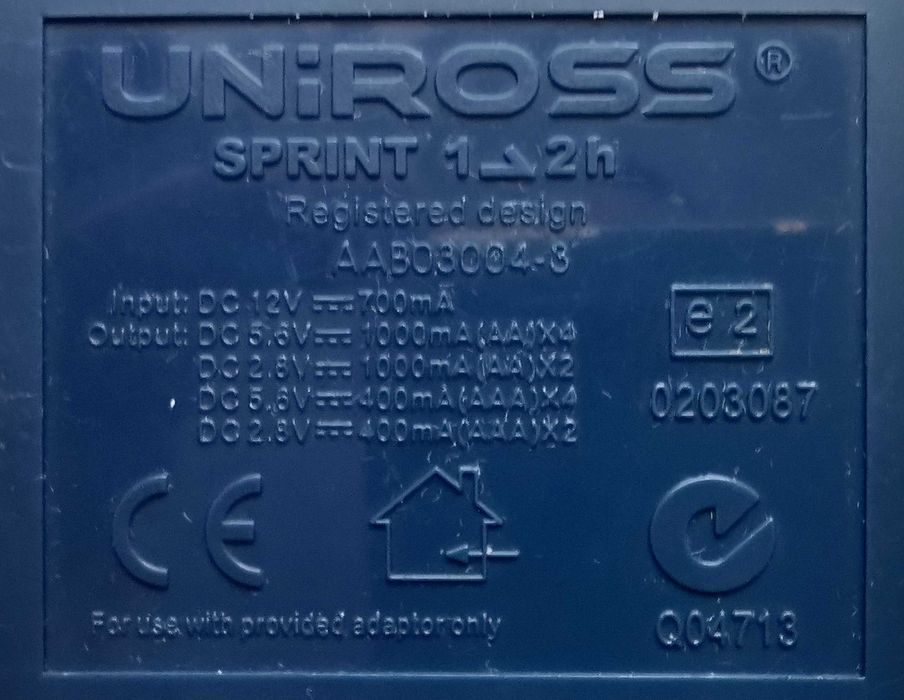 UNiROSS®
SPRINT 1 2h
Registered design
AAB03004-3
Input: DC 12V ⎓ 700mA
Output: DC 5.6V ⎓ 1000mA(AA)X4
DC 2.8V ⎓ 1000mA(AA)X2
DC 5.6V ⎓ 400mA(AAA)X4
DC 2.8V ⎓ 400mA(AAA)X2
e 2
0203087
CE
For use with provided adaptor only
Q04713